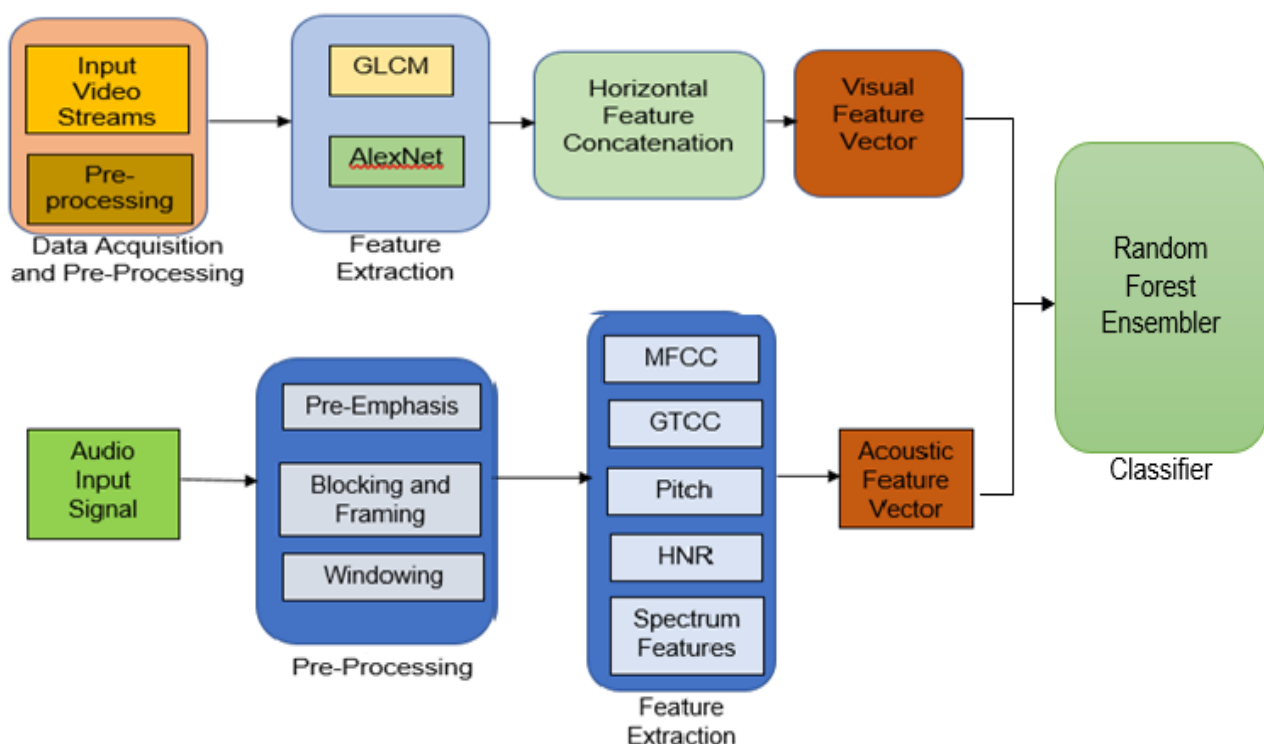 Input
Video
Streams
Pre-
processing
Data Acquisition
and Pre-Processing
GLCM
AlexNet
Feature
Extraction
Horizontal
Feature
Concatenation
Visual
Feature
Vector
Random
Forest
Ensembler
Classifier
Audio
Input
Signal
Pre-Emphasis
Blocking and
Framing
Windowing
Pre-Processing
MFCC
GTCC
Pitch
HNR
Spectrum
Features
Feature
Extraction
Acoustic
Feature
Vector